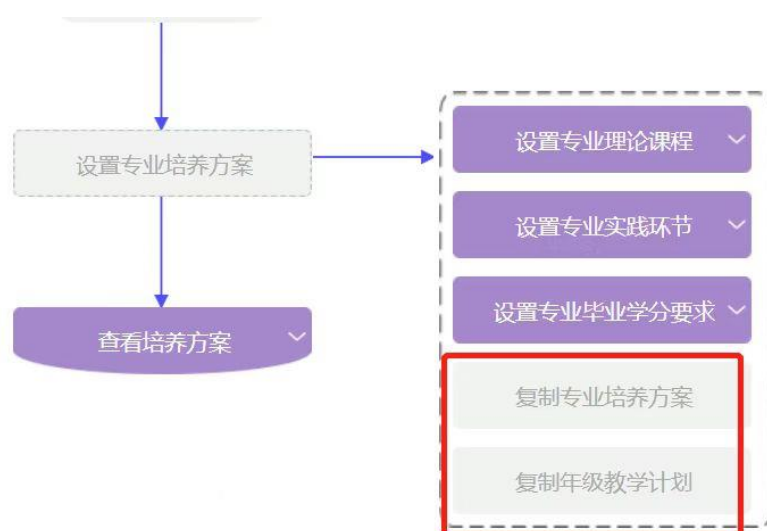 设置专业培养方案
查看培养方案
设置专业理论课程
设置专业实践环节
设置专业毕业学分要求
复制专业培养方案
复制年级教学计划